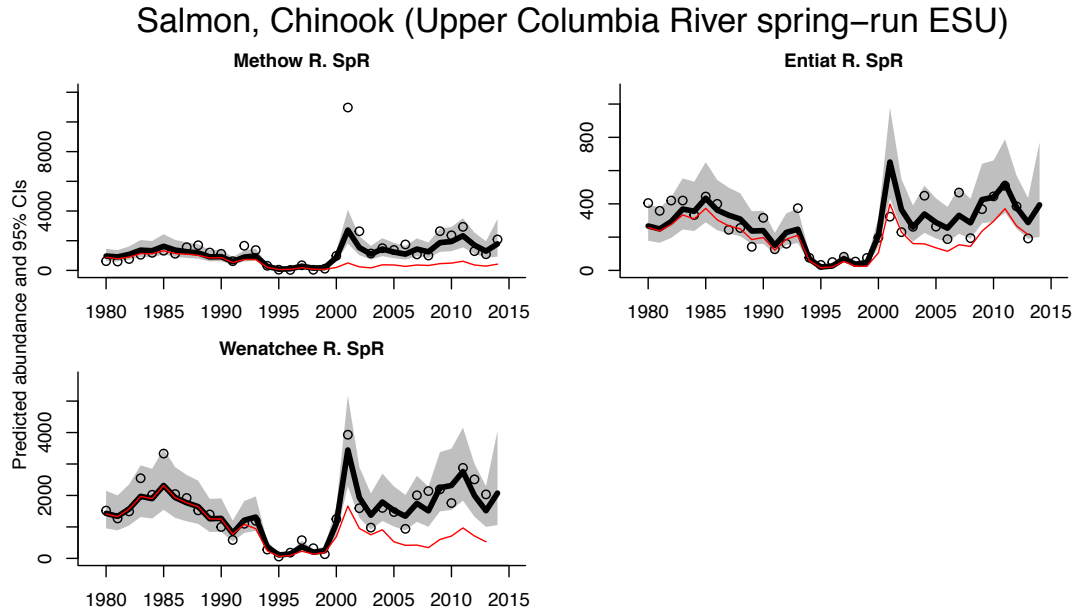 Salmon, Chinook (Upper Columbia River spring−run ESU)
Methow R. SpR
Entiat R. SpR
Predicted abundance and 95% CIs
0 4000 8000
1980 1985 1990 1995 2000 2005 2010 2015
0 400 800
1980 1985 1990 1995 2000 2005 2010 2015
Wenatchee R. SpR
0 2000 4000
1980 1985 1990 1995 2000 2005 2010 2015